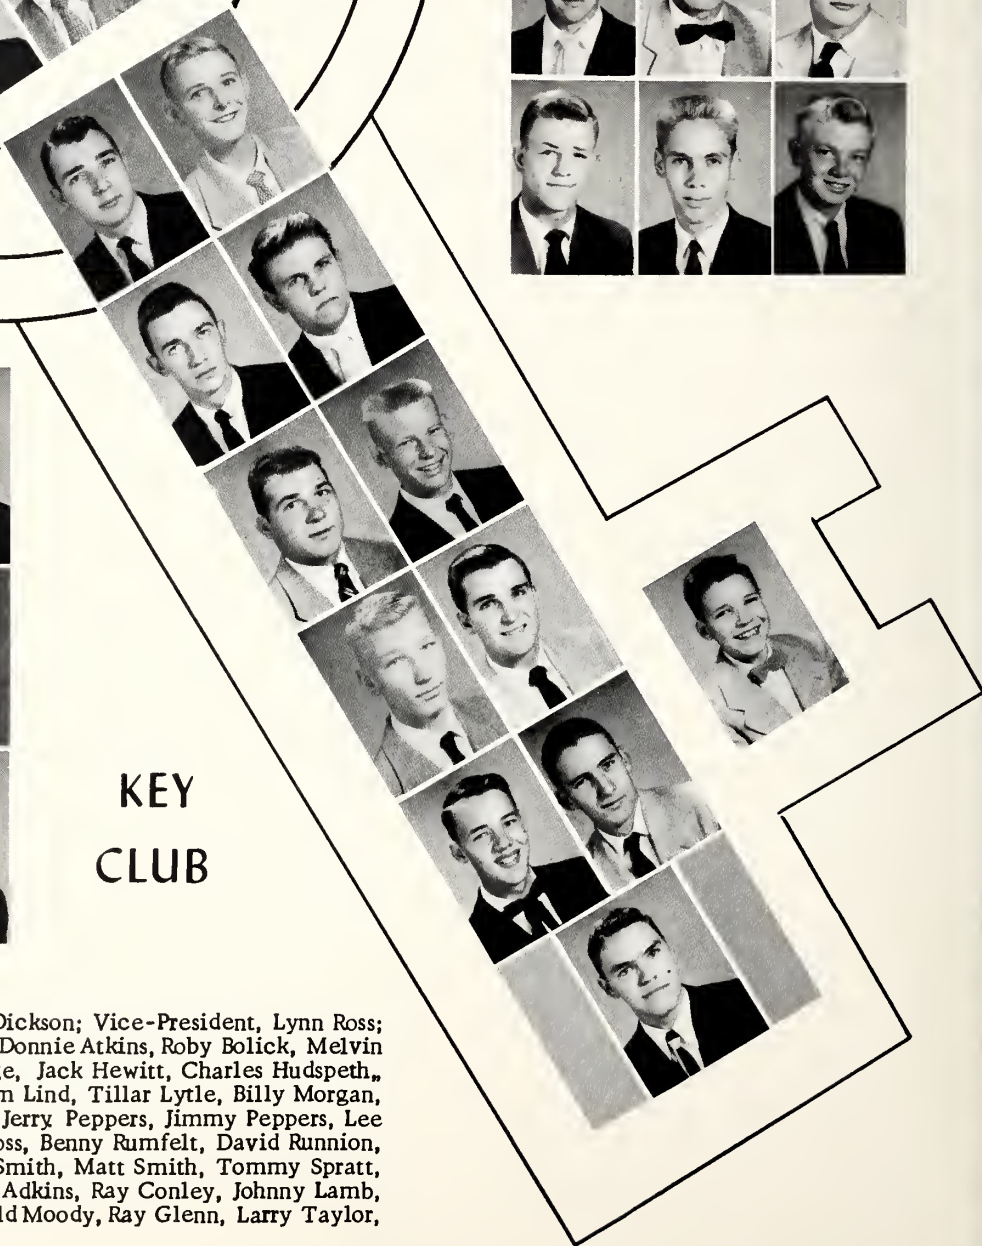 KEY
CLUB
Dickson; Vice-President, Lynn Ross;
Donnie Atkins, Roby Bolick, Melvin
Jack Hewitt, Charles Hudspeth,,
Lind, Tillar Lytle, Billy Morgan,
Jerry Peppers, Jimmy Peppers, Lee
Benny Rumfelt, David Runnion,
Smith, Matt Smith, Tommy Spratt,
Adkins, Ray Conley, Johnny Lamb,
Moody, Ray Glenn, Larry Taylor,